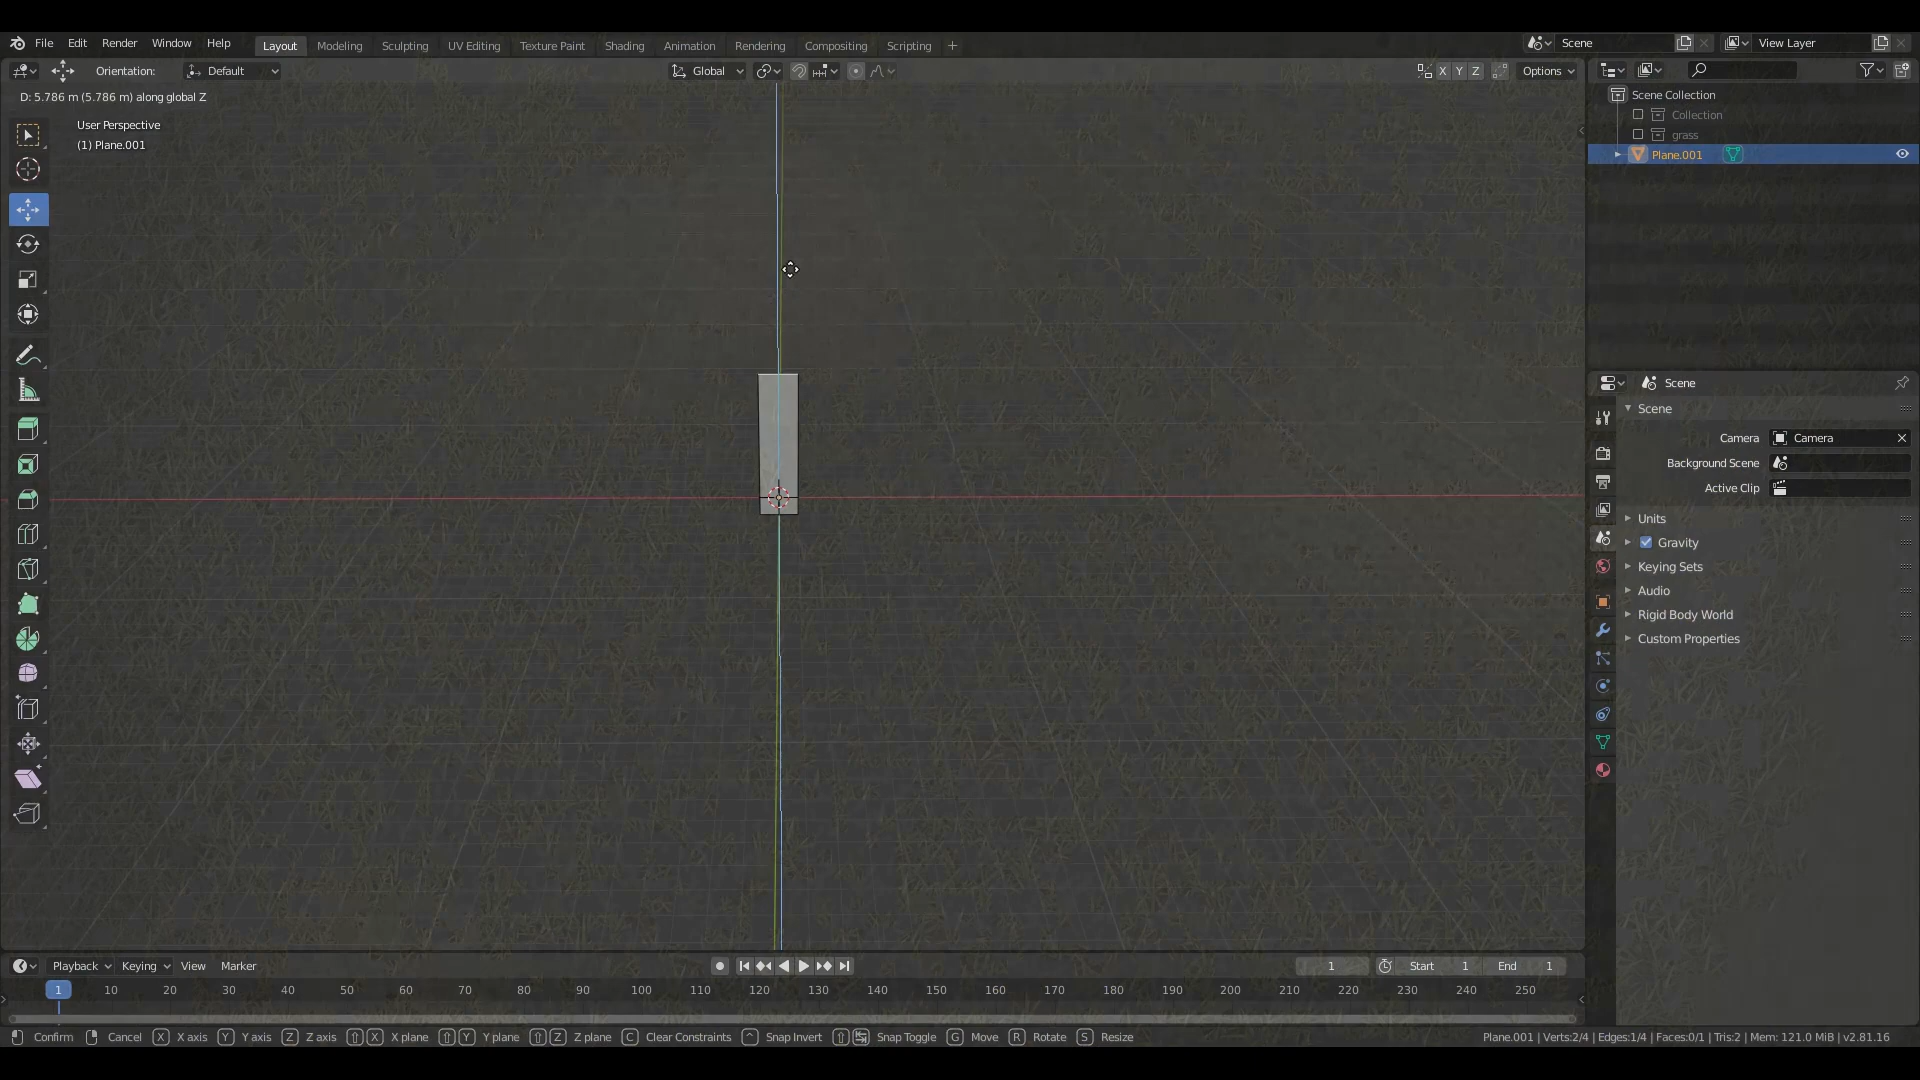 File Edit Render Window Help Layout Modeling Sculpting UV Editing Texture Paint Shading Animation Rendering Compositing Scripting + Scene View Layer
Orientation: Default Global X Y Z Options
D: 5.786 m (5.786 m) along global Z
User Perspective
(1) Plane.001
Scene Collection
Collection
grass
Plane.001
Scene
Scene
Camera Camera
Background Scene
Active Clip
Units
Gravity
Keying Sets
Audio
Rigid Body World
Custom Properties
Playback Keying View Marker 1 Start 1 End 1
1 10 20 30 40 50 60 70 80 90 100 110 120 130 140 150 160 170 180 190 200 210 220 230 240 250
Confirm Cancel X X axis Y Y axis Z Z axis X X plane Y Y plane Z Z plane C Clear Constraints Snap Invert Snap Toggle G Move R Rotate S Resize Plane.001 | Verts:2/4 | Edges:1/4 | Faces:0/1 | Tris:2 | Mem: 121.0 MiB | v2.81.16